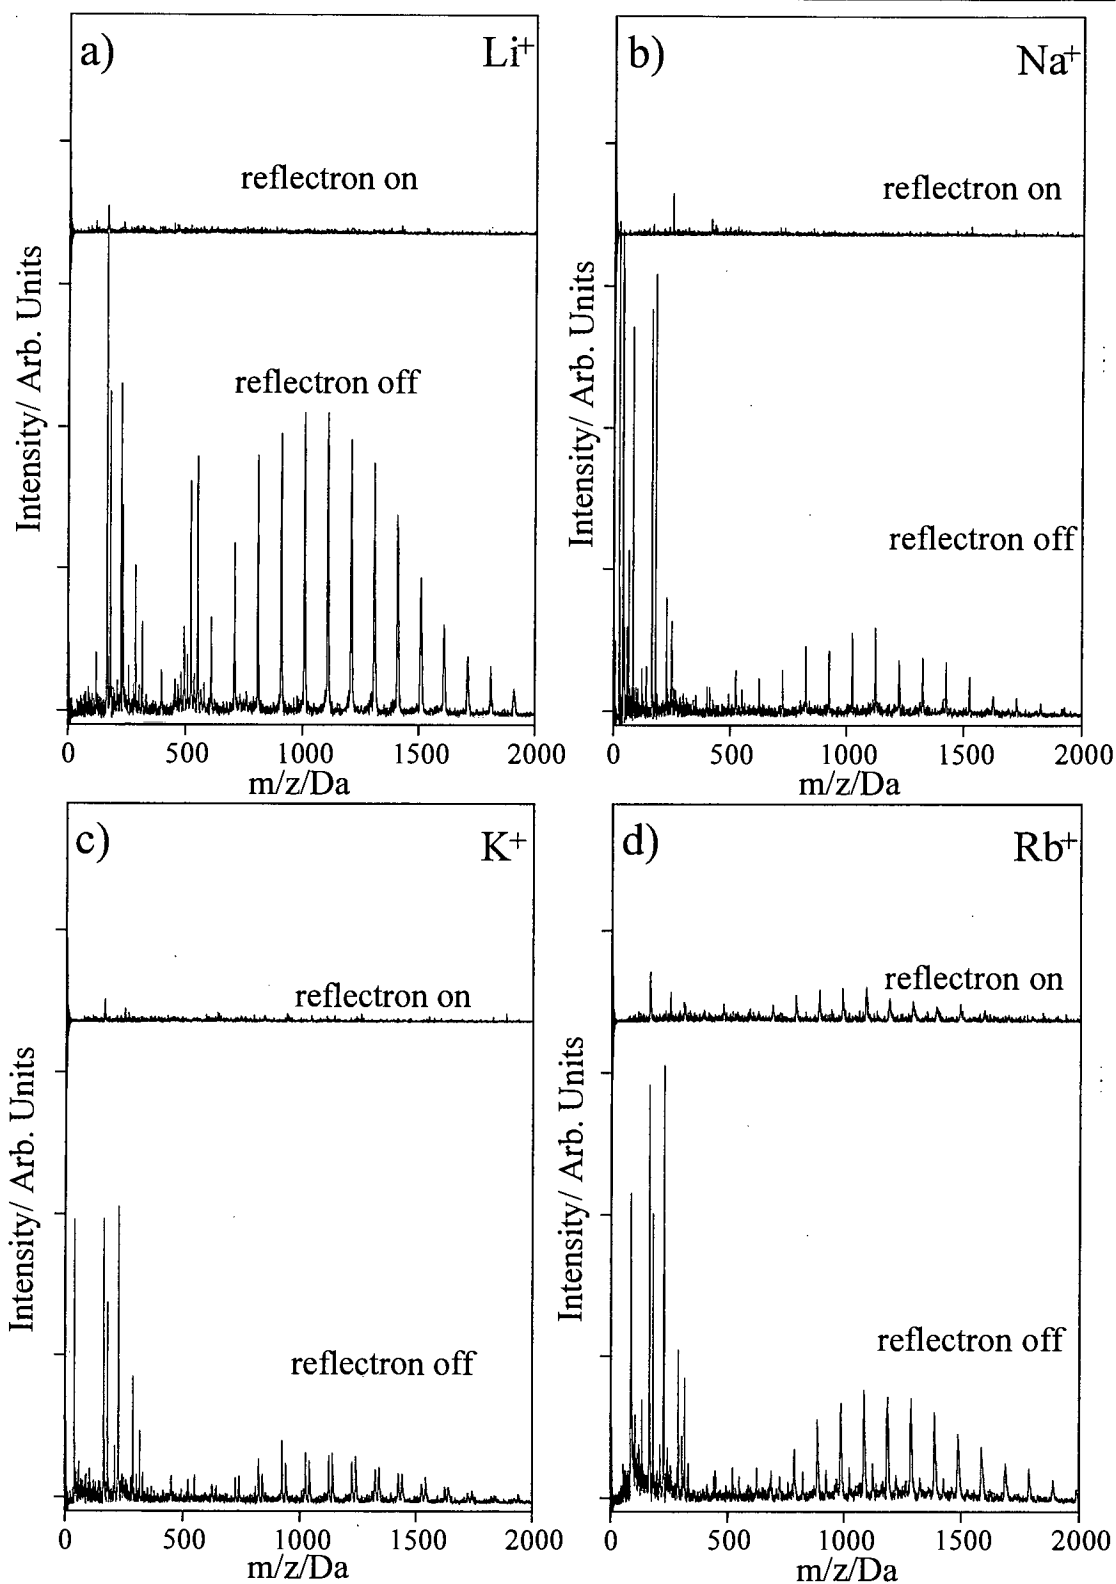 a) Li+
reflectron on
reflectron off
Intensity/ Arb. Units
0 500 1000 1500 2000
m/z/Da
b) Na+
reflectron on
reflectron off
Intensity/ Arb. Units
0 500 1000 1500 2000
m/z/Da
c) K+
reflectron on
reflectron off
Intensity/ Arb. Units
0 500 1000 1500 2000
m/z/Da
d) Rb+
reflectron on
reflectron off
Intensity/ Arb. Units
0 500 1000 1500 2000
m/z/Da